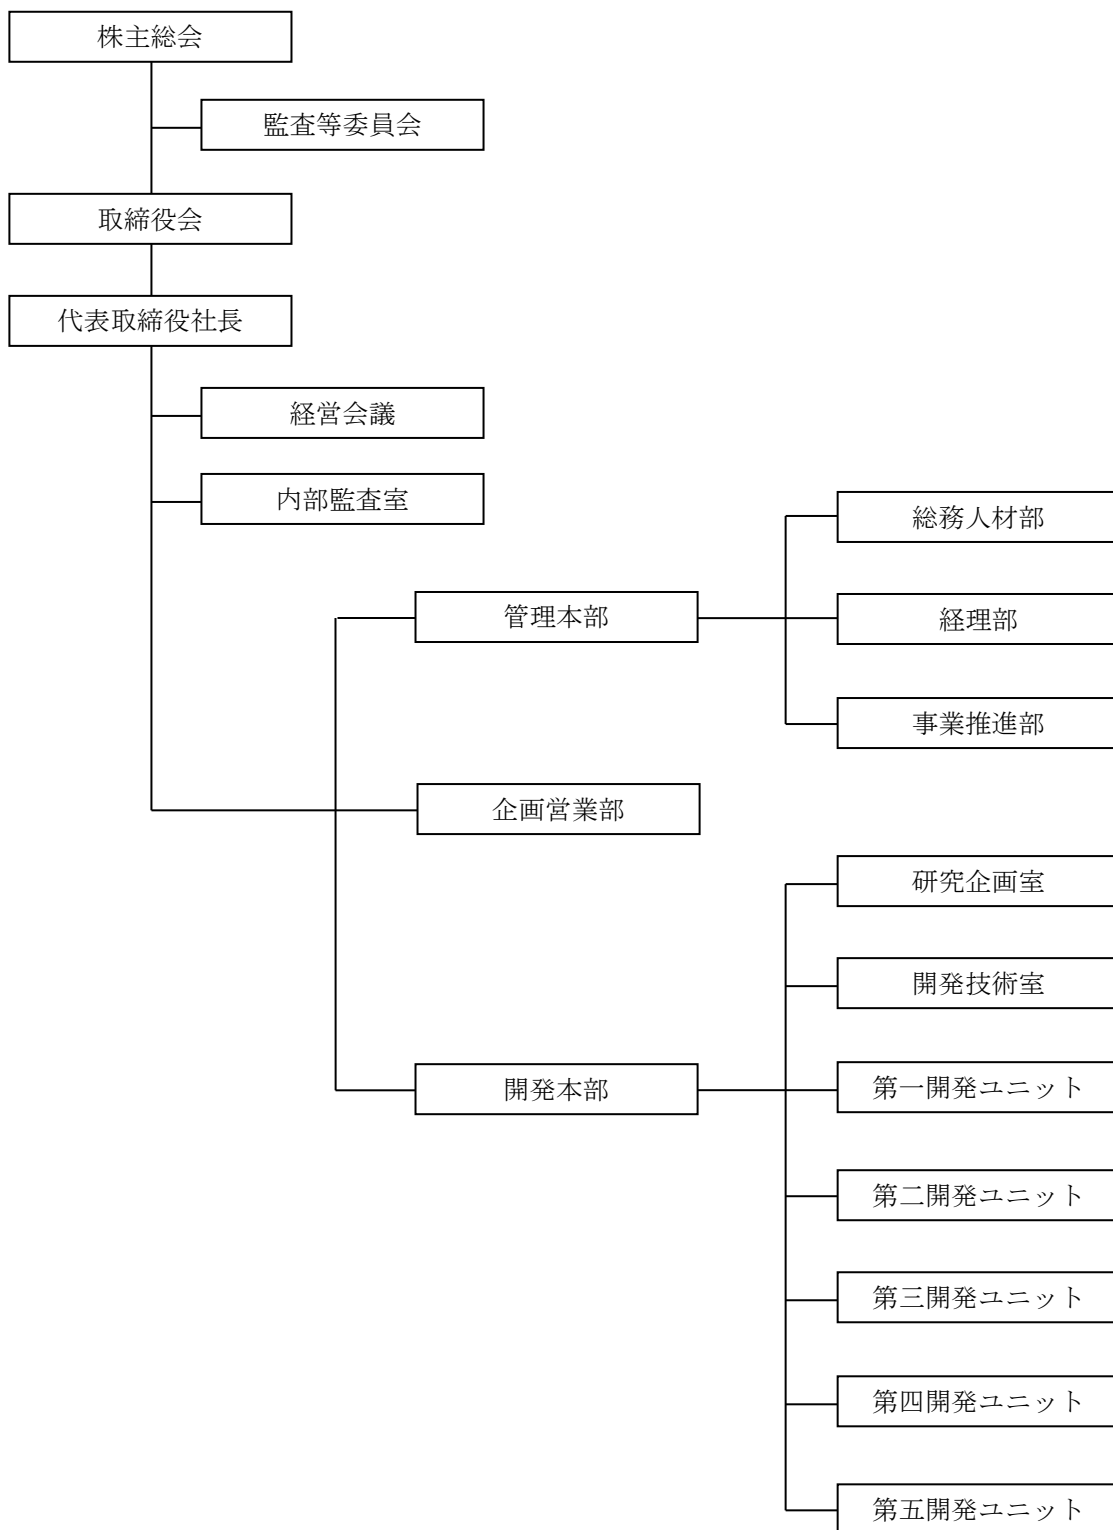 株主総会
監査等委員会
取締役会
代表取締役社長
経営会議
内部監査室
管理本部
総務人材部
経理部
事業推進部
企画営業部
開発本部
研究企画室
開発技術室
第一開発ユニット
第二開発ユニット
第三開発ユニット
第四開発ユニット
第五開発ユニット